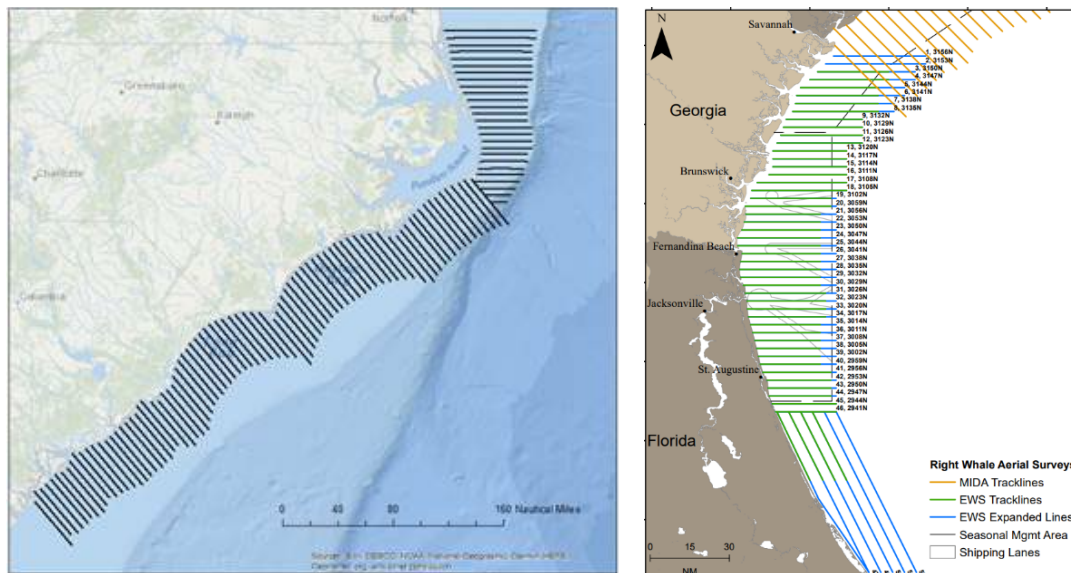 Norfolk
Greensboro
Raleigh
Charlotte
Pamlico Sound
Columbia
0 40 80 160 Nautical Miles
N
Savannah
Georgia
Brunswick
Fernandina Beach
Jacksonville
St. Augustine
Florida
1, 3156N
2, 3153N
3, 3150N
4, 3147N
5, 3144N
6, 3141N
7, 3138N
8, 3135N
9, 3132N
10, 3129N
11, 3126N
12, 3123N
13, 3120N
14, 3117N
15, 3114N
16, 3111N
17, 3108N
18, 3105N
19, 3102N
20, 3059N
21, 3056N
22, 3053N
23, 3050N
24, 3047N
25, 3044N
26, 3041N
27, 3038N
28, 3035N
29, 3032N
30, 3029N
31, 3026N
32, 3023N
33, 3020N
34, 3017N
35, 3014N
36, 3011N
37, 3008N
38, 3005N
39, 3002N
40, 2959N
41, 2956N
42, 2953N
43, 2950N
44, 2947N
45, 2944N
46, 2941N
Right Whale Aerial Surveys
MIDA Tracklines
EWS Tracklines
EWS Expanded Lines
Seasonal Mgmt Area
Shipping Lanes
0 15 30
NM